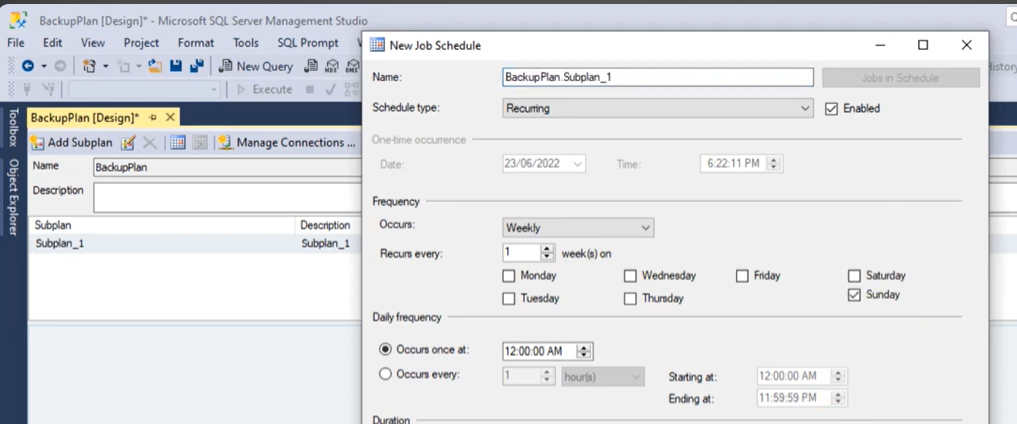 BackupPlan [Design]* - Microsoft SQL Server Management Studio
File Edit View Project Format Tools SQL Prompt
New Query
Execute
BackupPlan [Design]*
Toolbox
Object Explorer
Add Subplan Manage Connections ...
Name BackupPlan
Description
Subplan Description
Subplan_1 Subplan_1
New Job Schedule
Name: BackupPlan.Subplan_1 Jobs in Schedule
Schedule type: Recurring Enabled
One-time occurrence
Date: 23/06/2022 Time: 6:22:11 PM
Frequency
Occurs: Weekly
Recurs every: 1 week(s) on
Monday Wednesday Friday Saturday
Tuesday Thursday Sunday
Daily frequency
Occurs once at: 12:00:00 AM
Occurs every: 1 hour(s) Starting at: 12:00:00 AM
Ending at: 11:59:59 PM
Duration